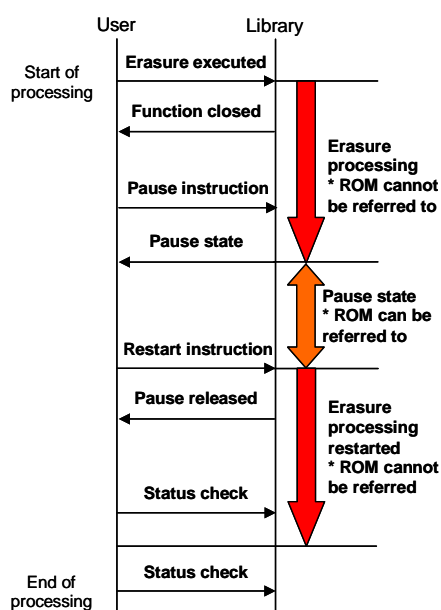 User
Library
Start of
processing
Erasure executed
Function closed
Erasure
processing
* ROM cannot
be referred to
Pause instruction
Pause state
Pause state
* ROM can be
referred to
Restart instruction
Pause released
Erasure
processing
restarted
* ROM cannot
be referred
Status check
End of
processing
Status check